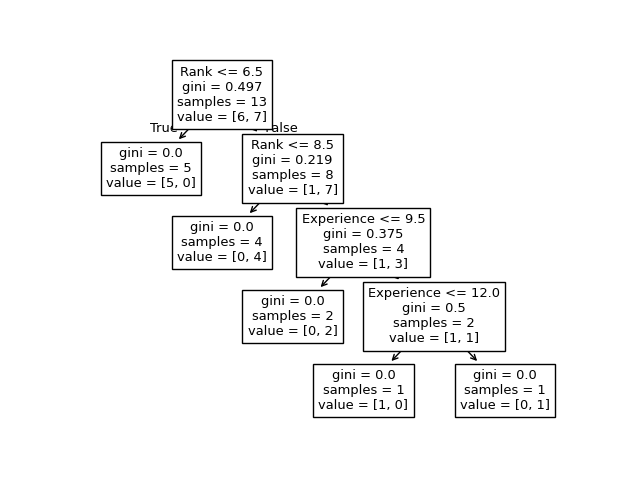 Rank <= 6.5
gini = 0.497
samples = 13
value = [6, 7]
True
False
gini = 0.0
samples = 5
value = [5, 0]
Rank <= 8.5
gini = 0.219
samples = 8
value = [1, 7]
gini = 0.0
samples = 4
value = [0, 4]
Experience <= 9.5
gini = 0.375
samples = 4
value = [1, 3]
gini = 0.0
samples = 2
value = [0, 2]
Experience <= 12.0
gini = 0.5
samples = 2
value = [1, 1]
gini = 0.0
samples = 1
value = [1, 0]
gini = 0.0
samples = 1
value = [0, 1]